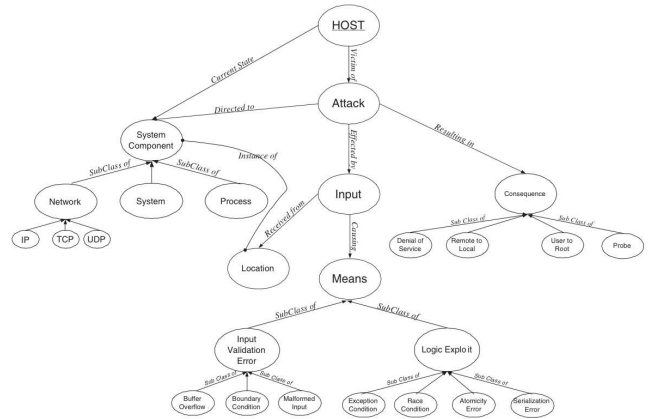 HOST
Current State
Victim of
Directed to
Attack
Resulting in
System
Component
Instance of
Effected by
SubClass of
SubClass of
Network
System
Process
Input
Consequence
IP
TCP
UDP
Received from
Causing
Sub Class of
Sub Class of
Denial of
Service
Remote to
Local
User to
Root
Probe
Location
Means
SubClass of
SubClass of
Input
Validation
Error
Logic Exploit
Sub Class of
Sub Class of
Sub Class of
Sub Class of
Buffer
Overflow
Boundary
Condition
Malformed
Input
Exception
Condition
Race
Condition
Atomicity
Error
Serialization
Error